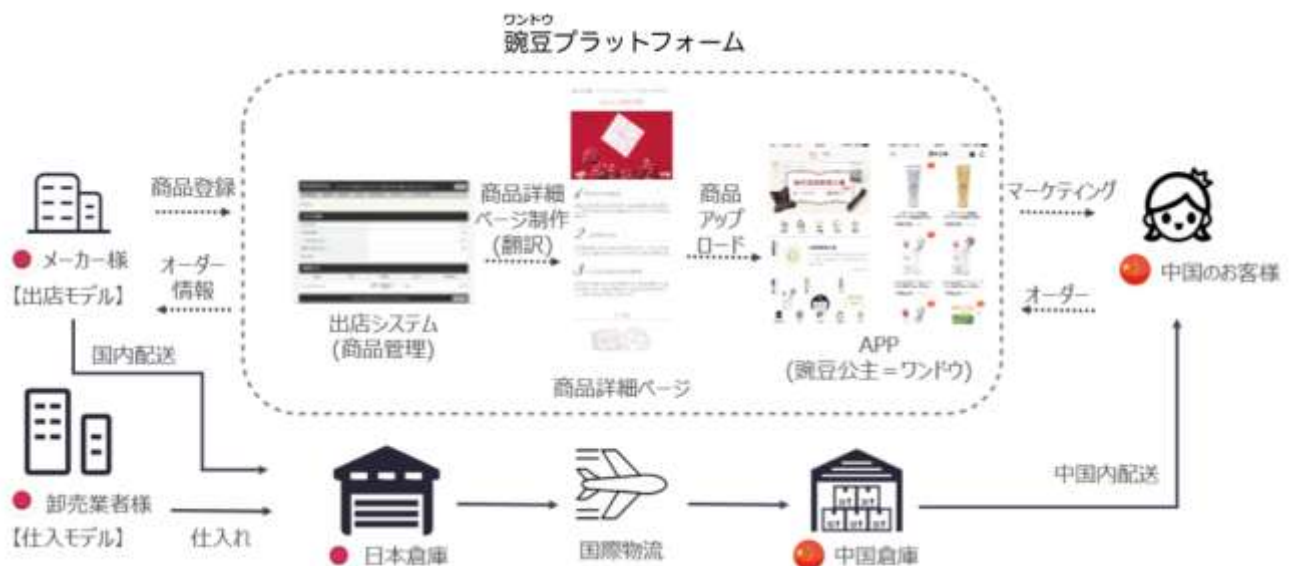 ワンドウ
豌豆プラットフォーム
商品登録
オーダー
情報
メーカー様
【出店モデル】
出店システム
(商品管理)
商品詳細
ページ制作
(翻訳)
1
2
3
商品詳細ページ
商品
アップ
ロード
APP
(豌豆公主=ワンドウ)
マーケティング
オーダー
中国のお客様
国内配送
卸売業者様
【仕入モデル】
仕入れ
日本倉庫
国際物流
中国倉庫
中国内配送